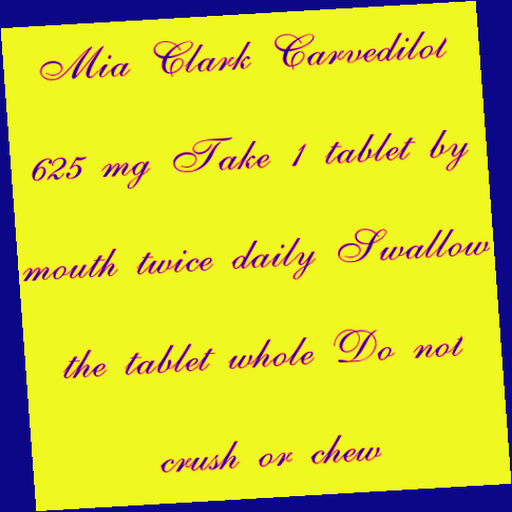 Mia Clark Carvedilol
625 mg Take 1 tablet by
mouth twice daily Swallow
the tablet whole Do not
crush or chew